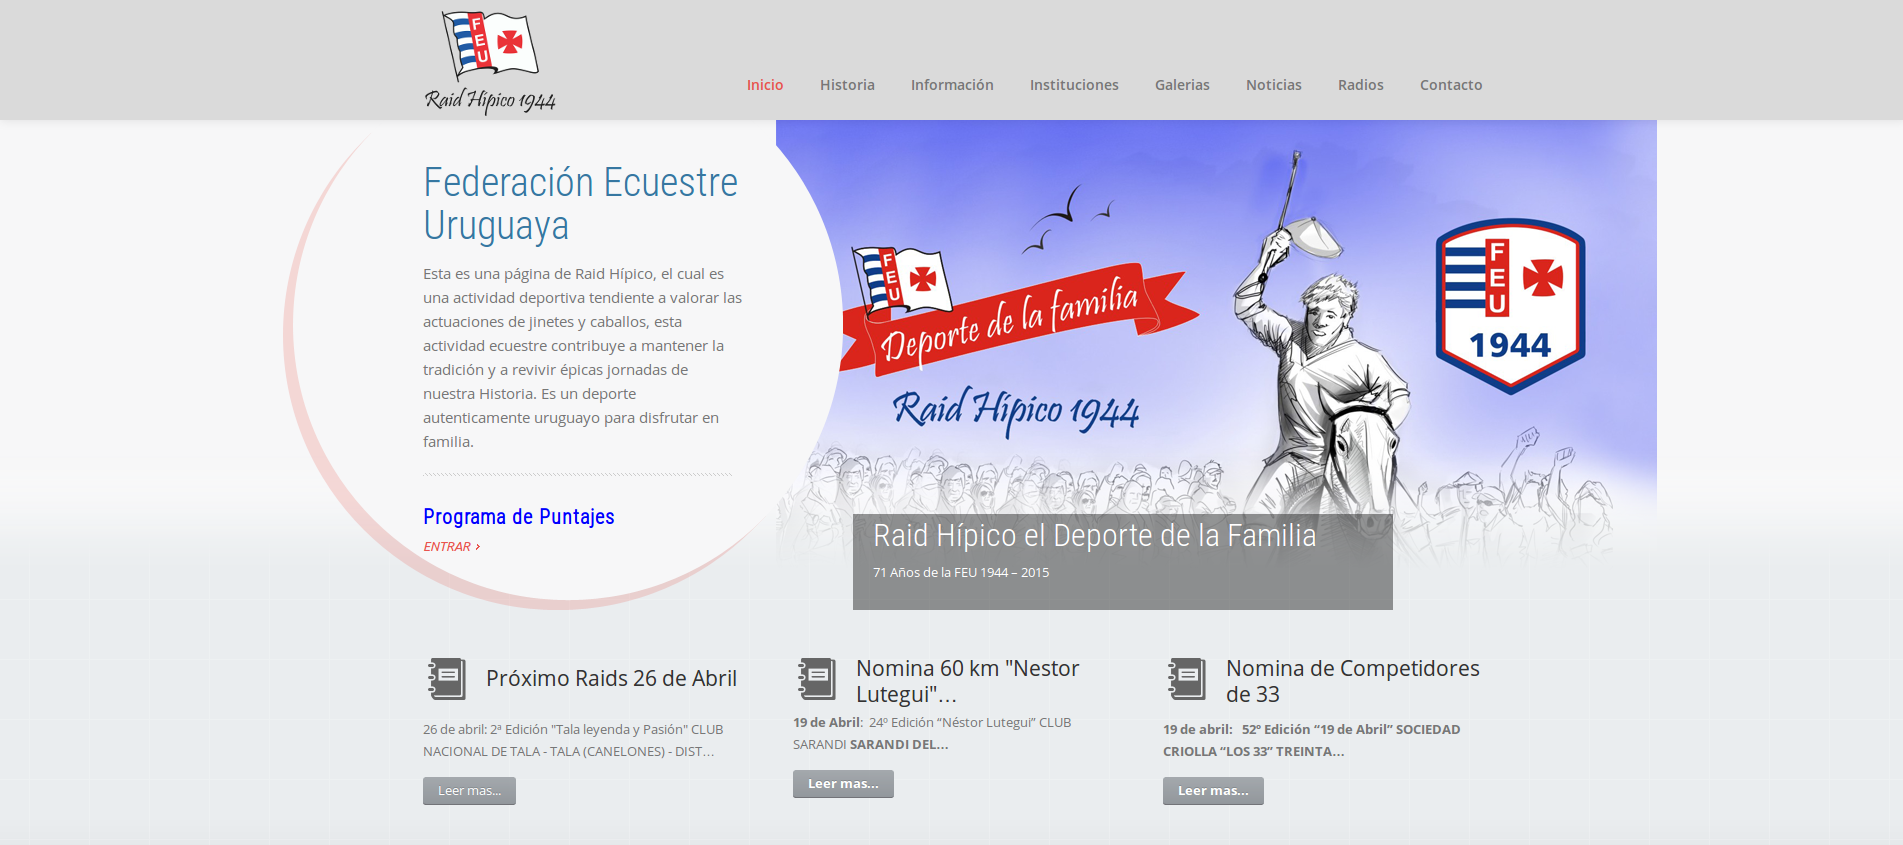 F
E
U
Raid Hípico 1944
Inicio Historia Información Instituciones Galerias Noticias Radios Contacto
Federación Ecuestre
Uruguaya
Esta es una página de Raid Hípico, el cual es
una actividad deportiva tendiente a valorar las
actuaciones de jinetes y caballos, esta
actividad ecuestre contribuye a mantener la
tradición y a revivir épicas jornadas de
nuestra Historia. Es un deporte
autenticamente uruguayo para disfrutar en
familia.
Programa de Puntajes
ENTRAR ›
F
E
U
Deporte de la familia
Raid Hípico 1944
F
E
U
1944
Raid Hípico el Deporte de la Familia
71 Años de la FEU 1944 – 2015
Próximo Raids 26 de Abril
26 de abril: 2ª Edición "Tala leyenda y Pasión" CLUB
NACIONAL DE TALA - TALA (CANELONES) - DIST…
Leer mas...
Nomina 60 km "Nestor
Lutegui"…
19 de Abril:  24º Edición “Néstor Lutegui” CLUB
SARANDI SARANDI DEL…
Leer mas...
Nomina de Competidores
de 33
19 de abril:   52º Edición “19 de Abril” SOCIEDAD
CRIOLLA “LOS 33” TREINTA…
Leer mas...